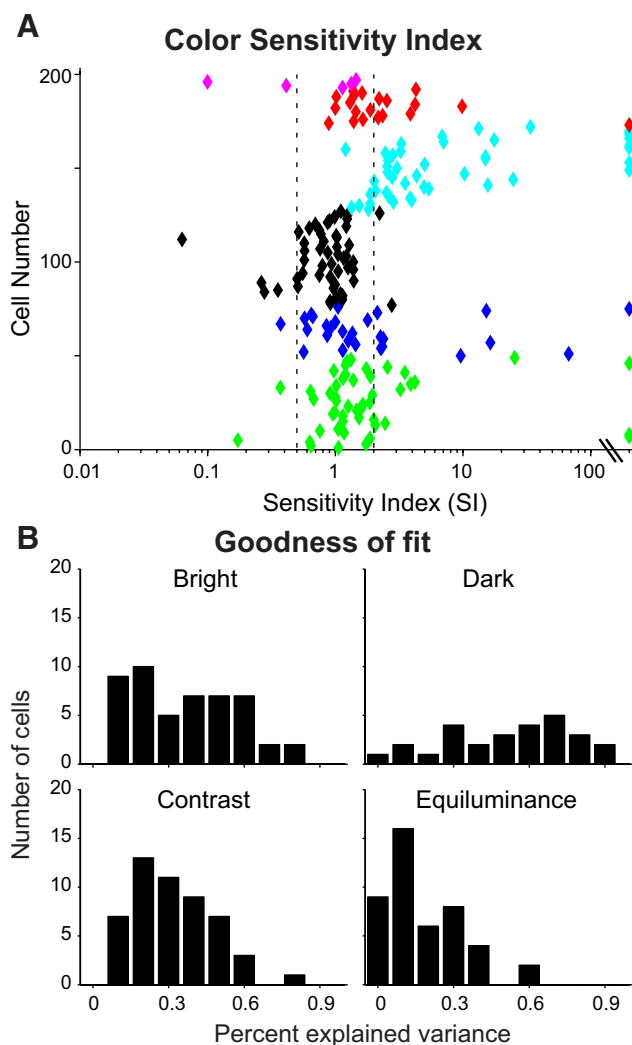 A
Color Sensitivity Index
200
100
0
Cell Number
0.01 0.1 1 10 100
Sensitivity Index (SI)
B
Goodness of fit
Bright
Dark
20
15
10
5
0
Contrast
Equiluminance
20
15
10
5
0
Number of cells
0 0.3 0.6 0.9 0 0.3 0.6 0.9
Percent explained variance